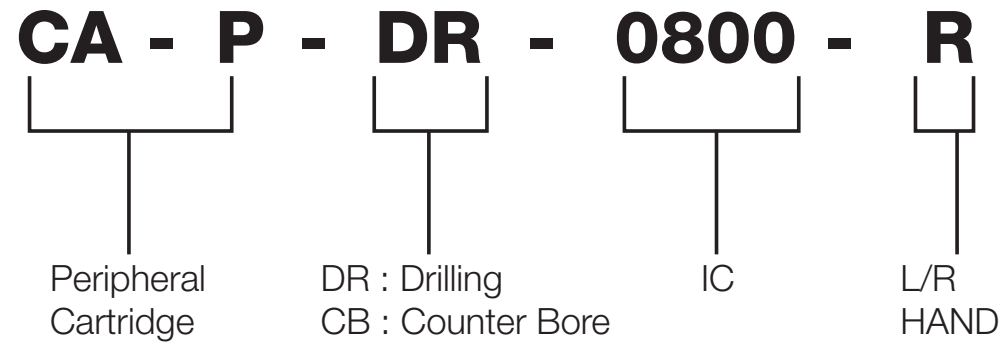 CA - P - DR - 0800 - R
Peripheral DR : Drilling IC L/R
Cartridge CB : Counter Bore HAND